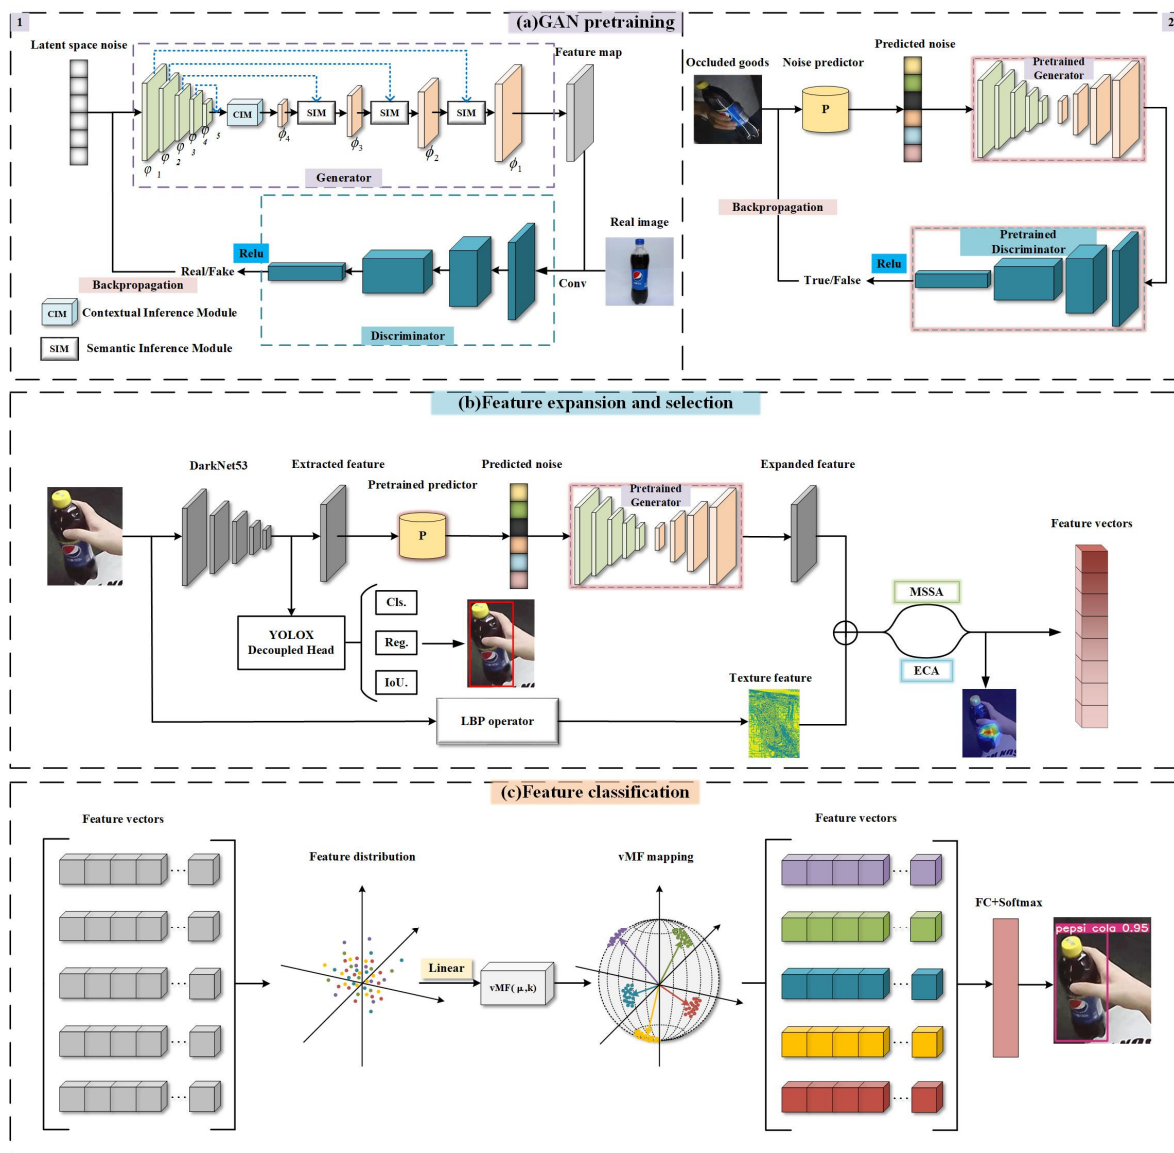 1
(a)GAN pretraining
2
Latent space noise
Feature map
CIM
SIM
SIM
SIM
φ
1
φ
2
φ
3
φ
4
φ
5
ϕ4
ϕ3
ϕ2
ϕ1
Generator
Relu
Real image
Real/Fake
Backpropagation
Conv
CIM
Contextual Inference Module
SIM
Semantic Inference Module
Discriminator
Occluded goods
Noise predictor
Predicted noise
Pretrained
Generator
P
Backpropagation
Pretrained
Discriminator
Relu
True/False
(b)Feature expansion and selection
DarkNet53
Extracted feature
Pretrained predictor
Predicted noise
Pretrained
Generator
Expanded feature
Feature vectors
P
YOLOX
Decoupled Head
Cls.
Reg.
IoU.
MSSA
ECA
LBP operator
Texture feature
(c)Feature classification
Feature vectors
Feature distribution
Linear
vMF( μ,k)
vMF mapping
Feature vectors
FC+Softmax
pepsi cola 0.95